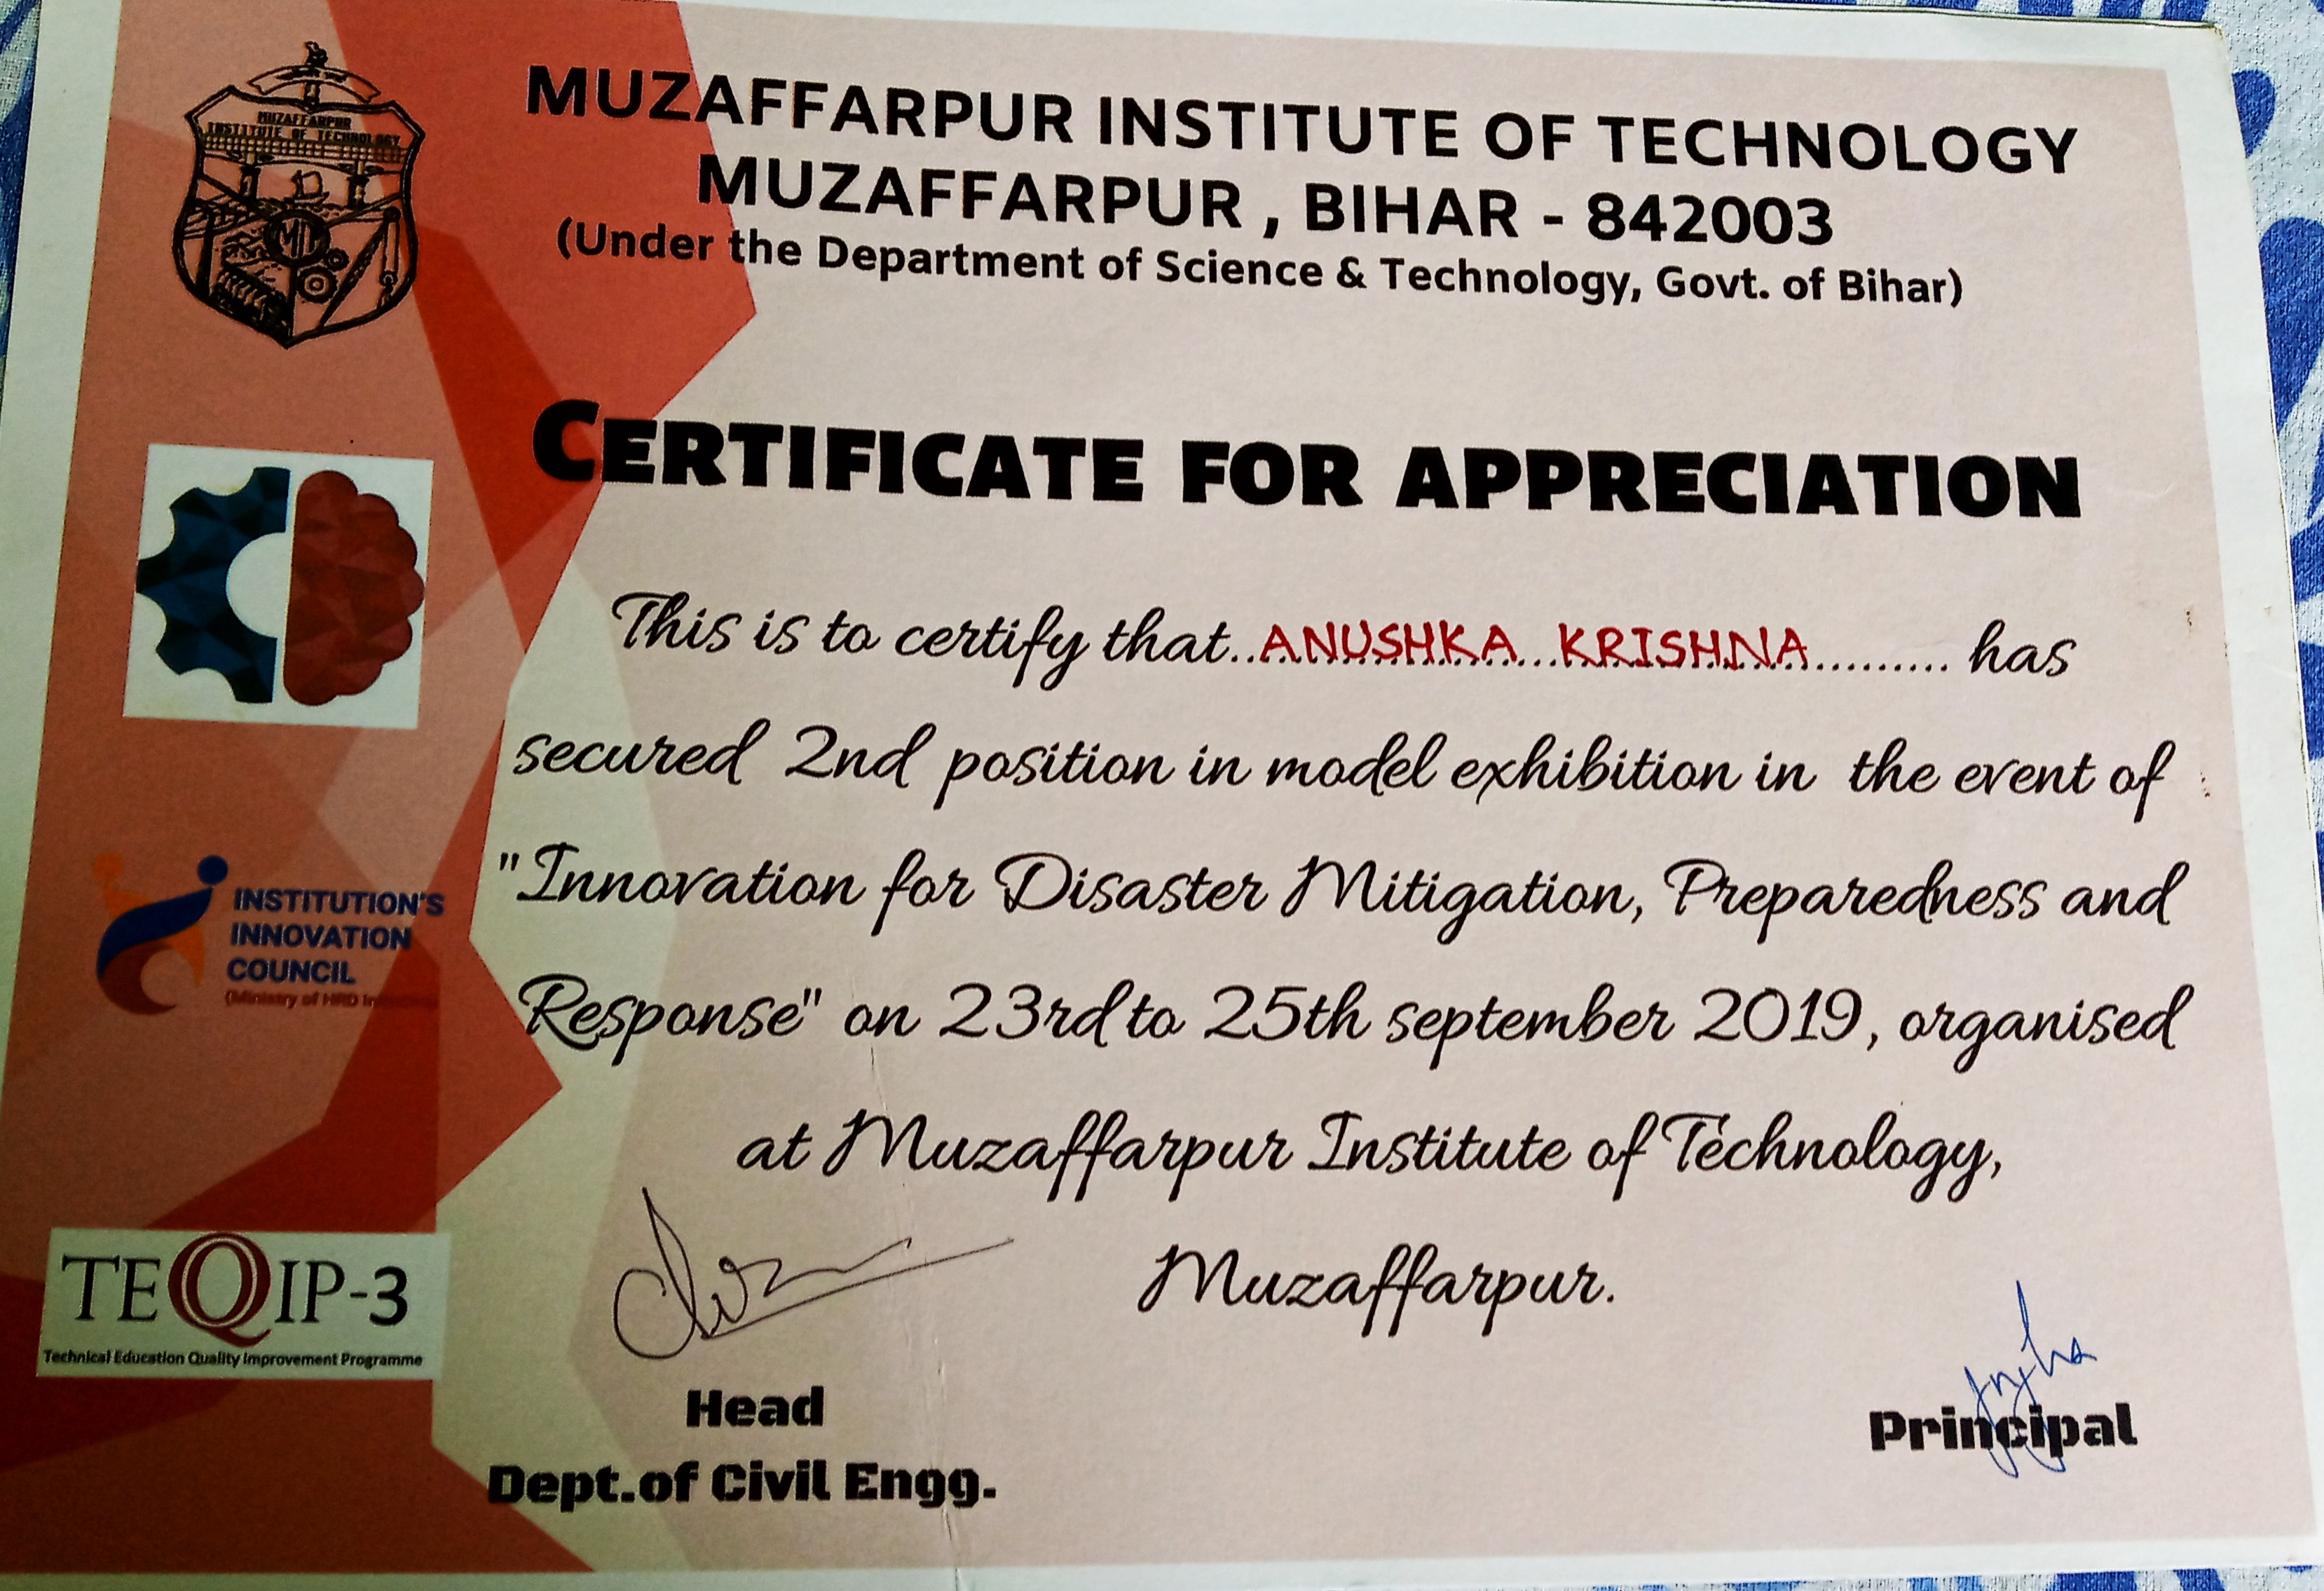 MUZAFFARPUR INSTITUTE OF TECHNOLOGY
MUZAFFARPUR , BIHAR - 842003
(Under the Department of Science & Technology, Govt. of Bihar)
MUZAFFARPUR
INSTITUTE OF TECHNOLOGY
MIT
CERTIFICATE FOR APPRECIATION
This is to certify that..ANUSHKA...KRISHNA......... has
secured 2nd position in model exhibition in the event of
"Innovation for Disaster Mitigation, Preparedness and
Response" on 23rd to 25th september 2019, organised
at Muzaffarpur Institute of Technology,
Muzaffarpur.
INSTITUTION'S
INNOVATION
COUNCIL
(Ministry of HRD
TEQIP-3
Technical Education Quality Improvement Programme
Head
Dept.of Civil Engg.
Principal